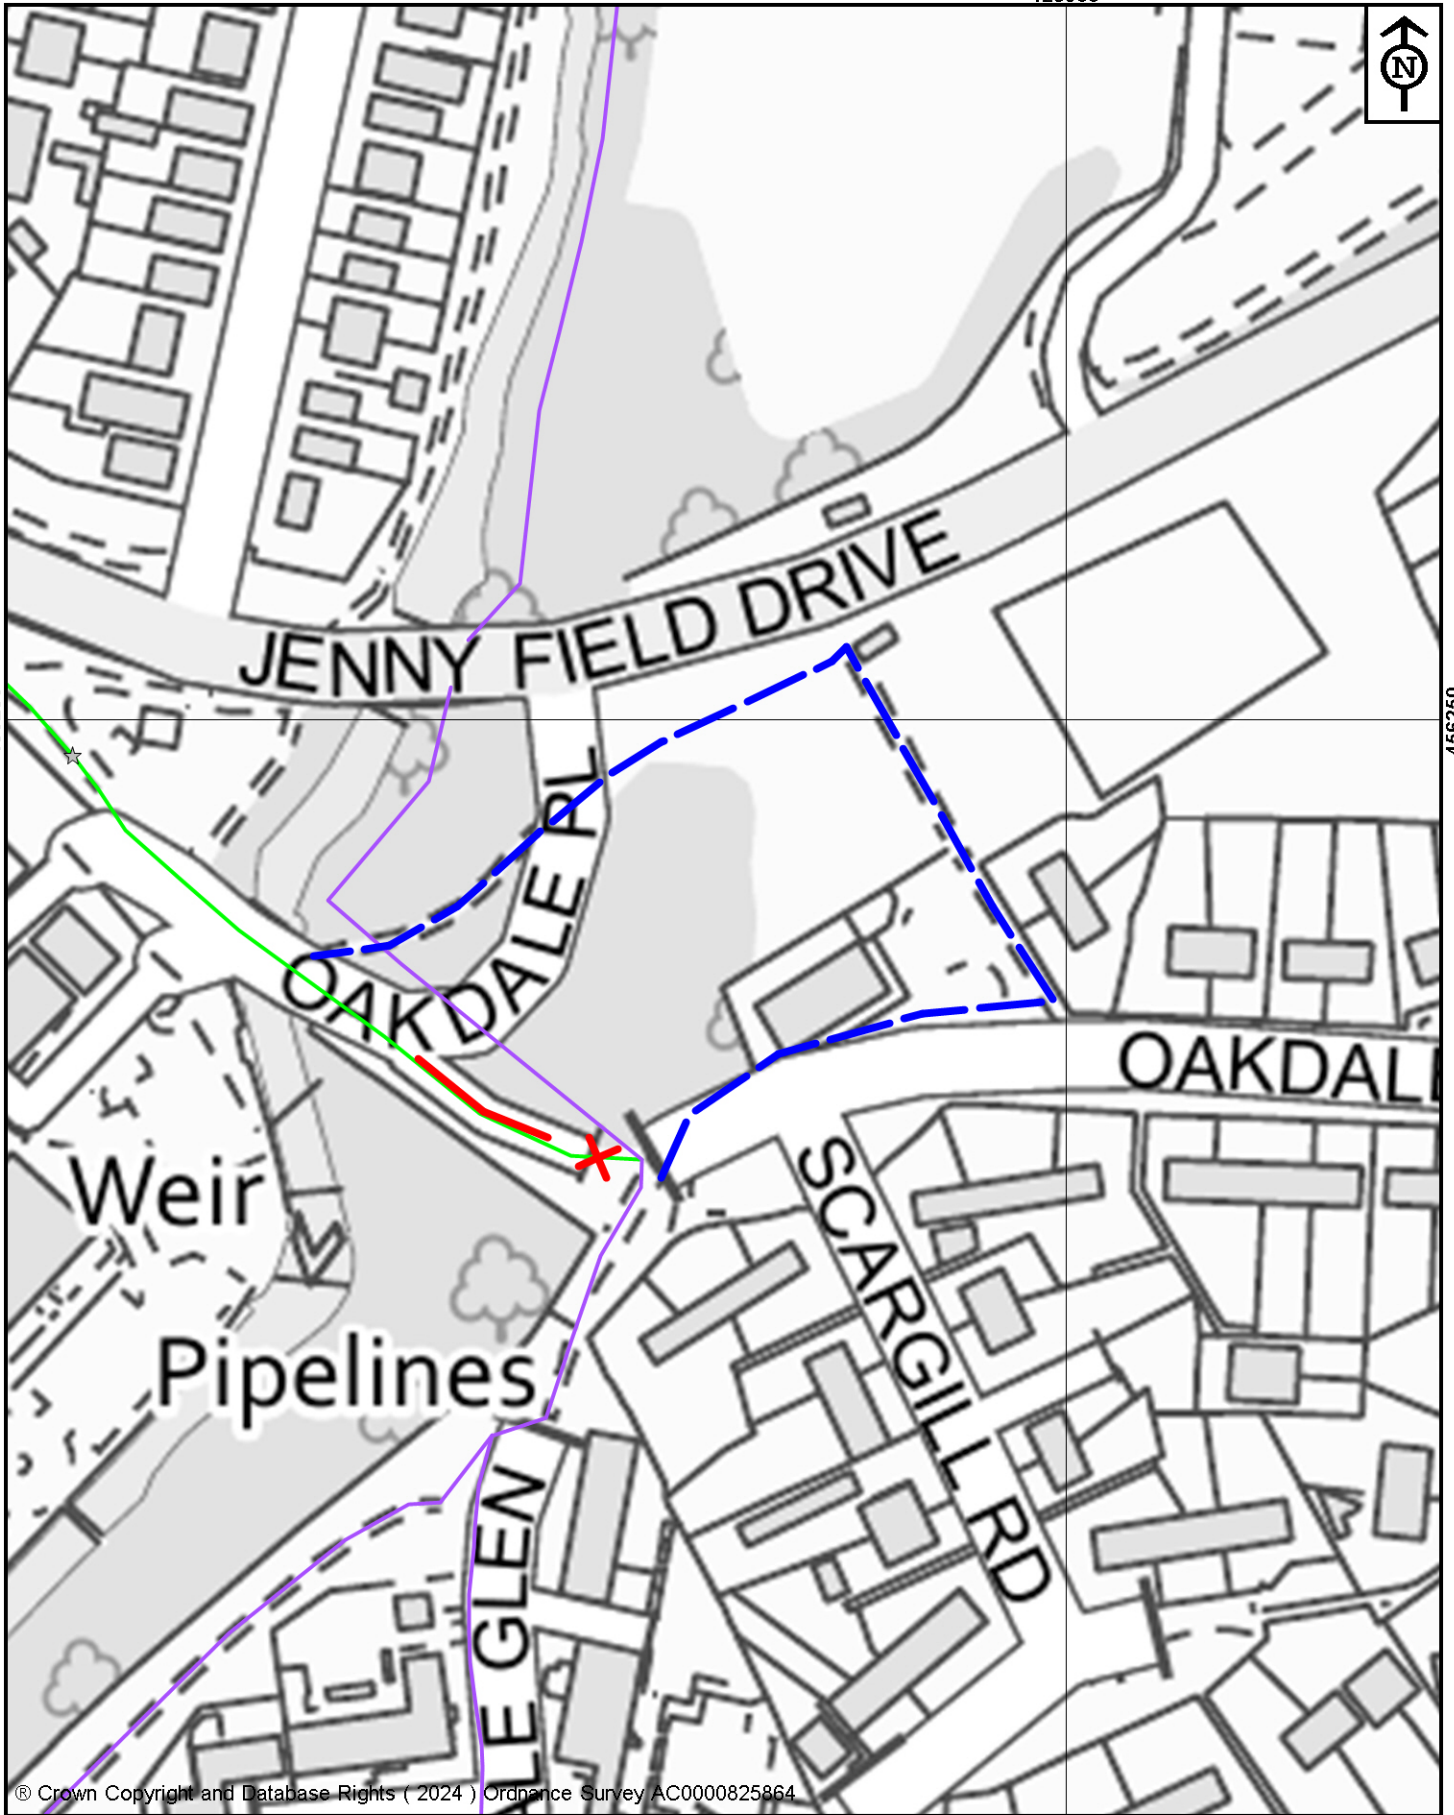 N
JENNY FIELD DRIVE
OAKDALE PL
OAKDALE
Weir
SCARGILL RD
Pipelines
LE GLEN
® Crown Copyright and Database Rights ( 2024 ) Ordnance Survey AC0000825864